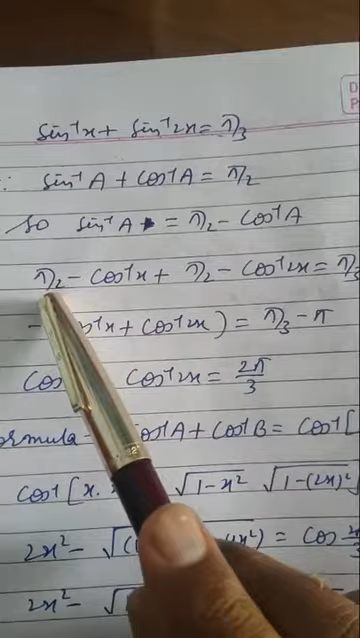 D
P
sin⁻¹x + sin⁻¹2x = π/3
∵ sin⁻¹A + cos⁻¹A = π/2
so sin⁻¹A = π/2 - cos⁻¹A
π/2 - cos⁻¹x + π/2 - cos⁻¹2x = π/3
x + cos⁻¹2x) = π/3 - π
cos⁻¹2x = 2π/3
cos⁻¹A + cos⁻¹B = cos⁻¹[
cos⁻¹[x. √1-x² √1-(2x)²
2x² - √( ) = cos
2x² - √